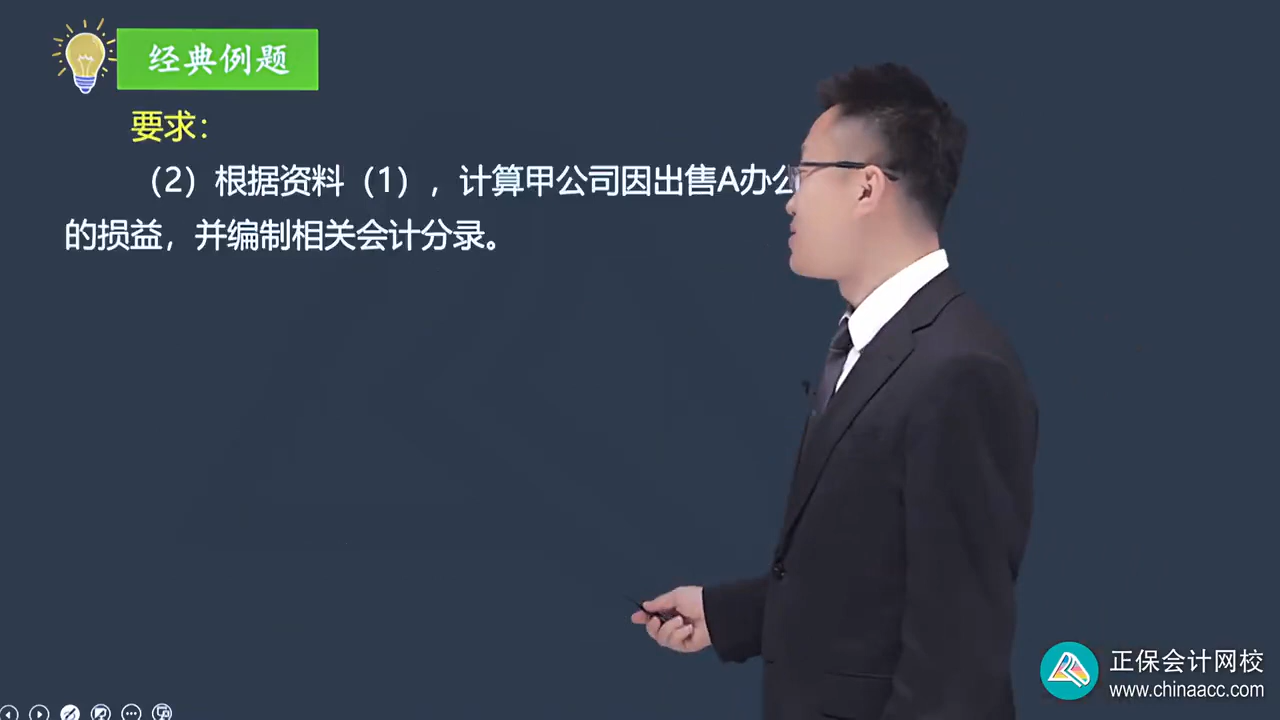 经典例题
要求：
（2）根据资料（1），计算甲公司因出售A办公
的损益，并编制相关会计分录。
正保会计网校
www.chinaacc.com